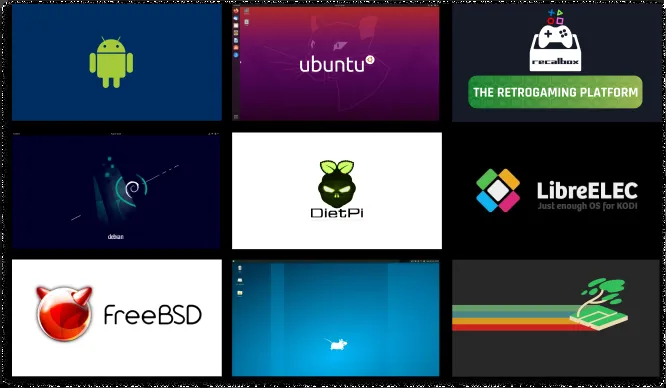 ubuntu
recalbox
THE RETROGAMING PLATFORM
debian
DietPi
LibreELEC
Just enough OS for KODI
FreeBSD